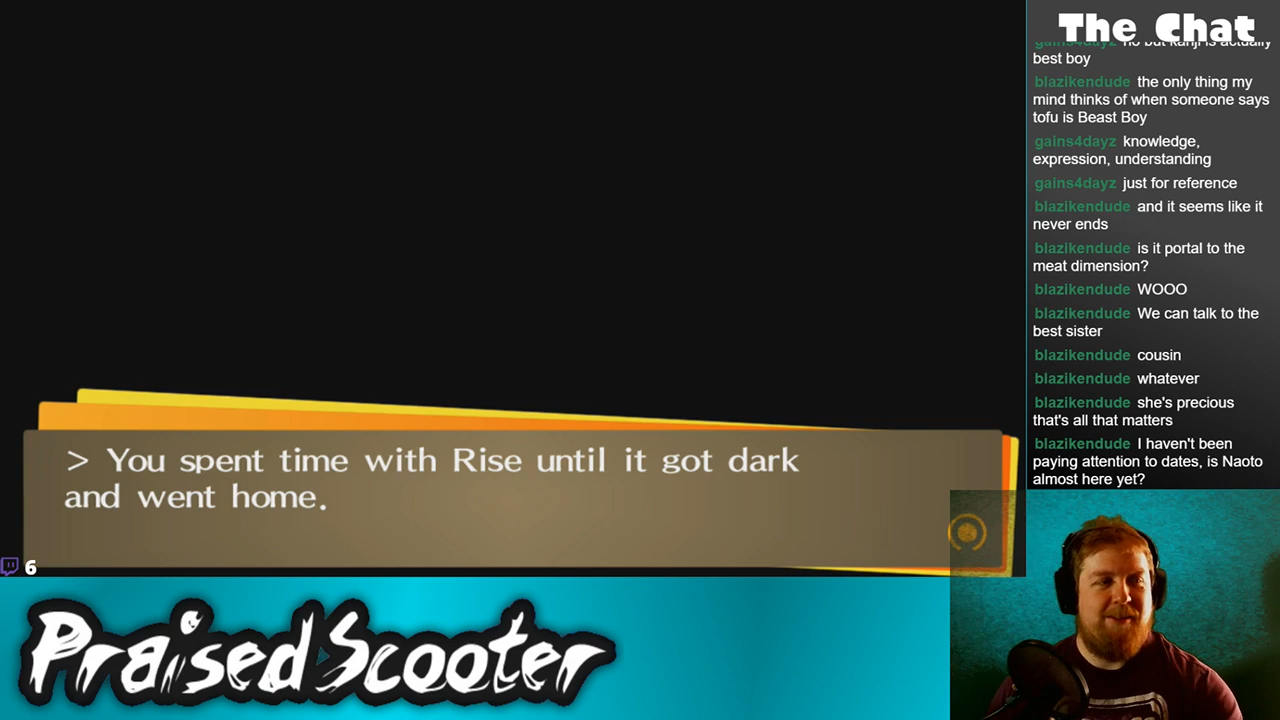 The Chat
best boy
blazikendude the only thing my
mind thinks of when someone says
tofu is Beast Boy
gains4dayz knowledge,
expression, understanding
gains4dayz just for reference
blazikendude and it seems like it
never ends
blazikendude is it portal to the
meat dimension?
blazikendude WOOO
blazikendude We can talk to the
best sister
blazikendude cousin
blazikendude whatever
blazikendude she's precious
that's all that matters
blazikendude I haven't been
paying attention to dates, is Naoto
almost here yet?
> You spent time with Rise until it got dark
and went home.
6
PraisedScooter